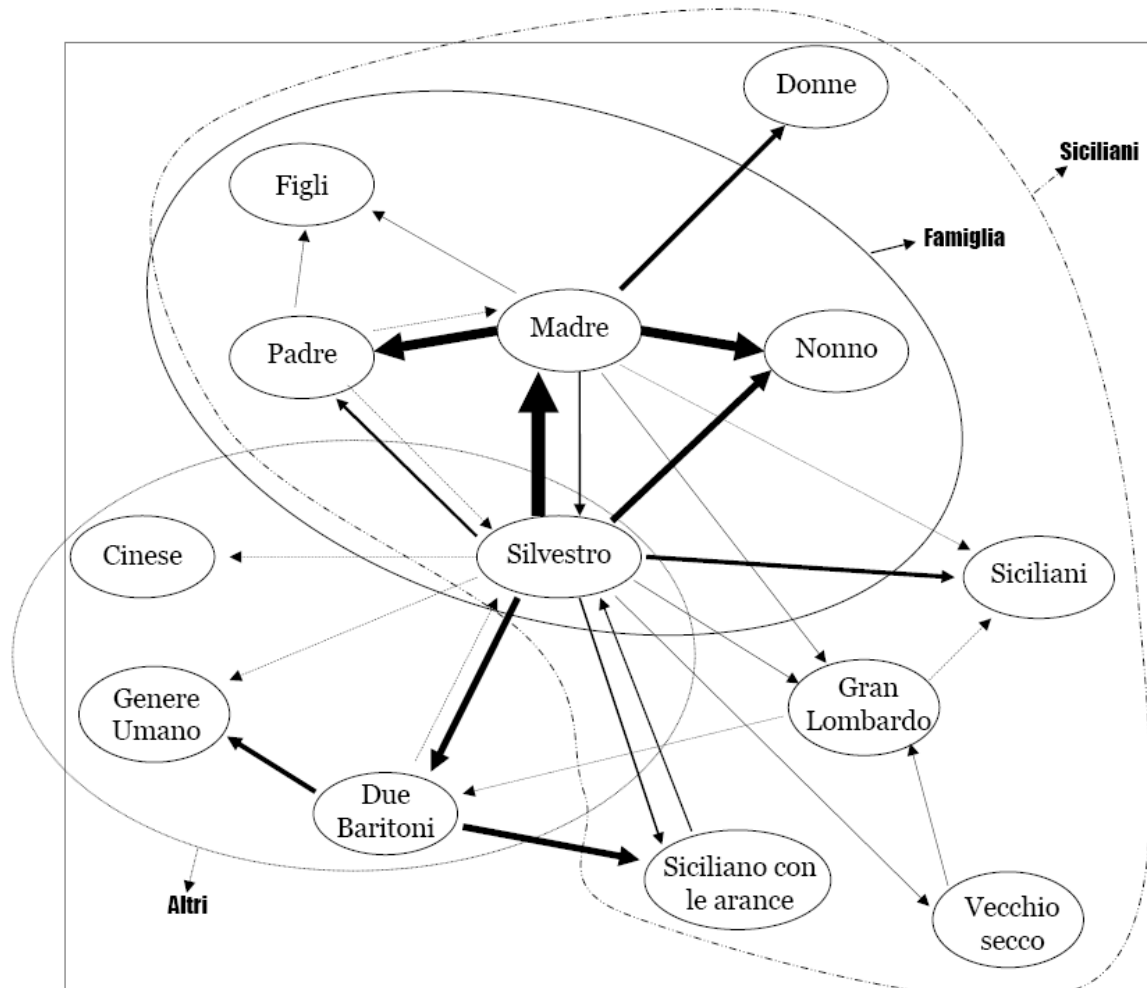 Donne
Siciliani
Figli
Famiglia
Madre
Padre
Nonno
Cinese
Silvestro
Siciliani
Genere
Umano
Gran
Lombardo
Due
Baritoni
Siciliano con
le arance
Altri
Vecchio
secco